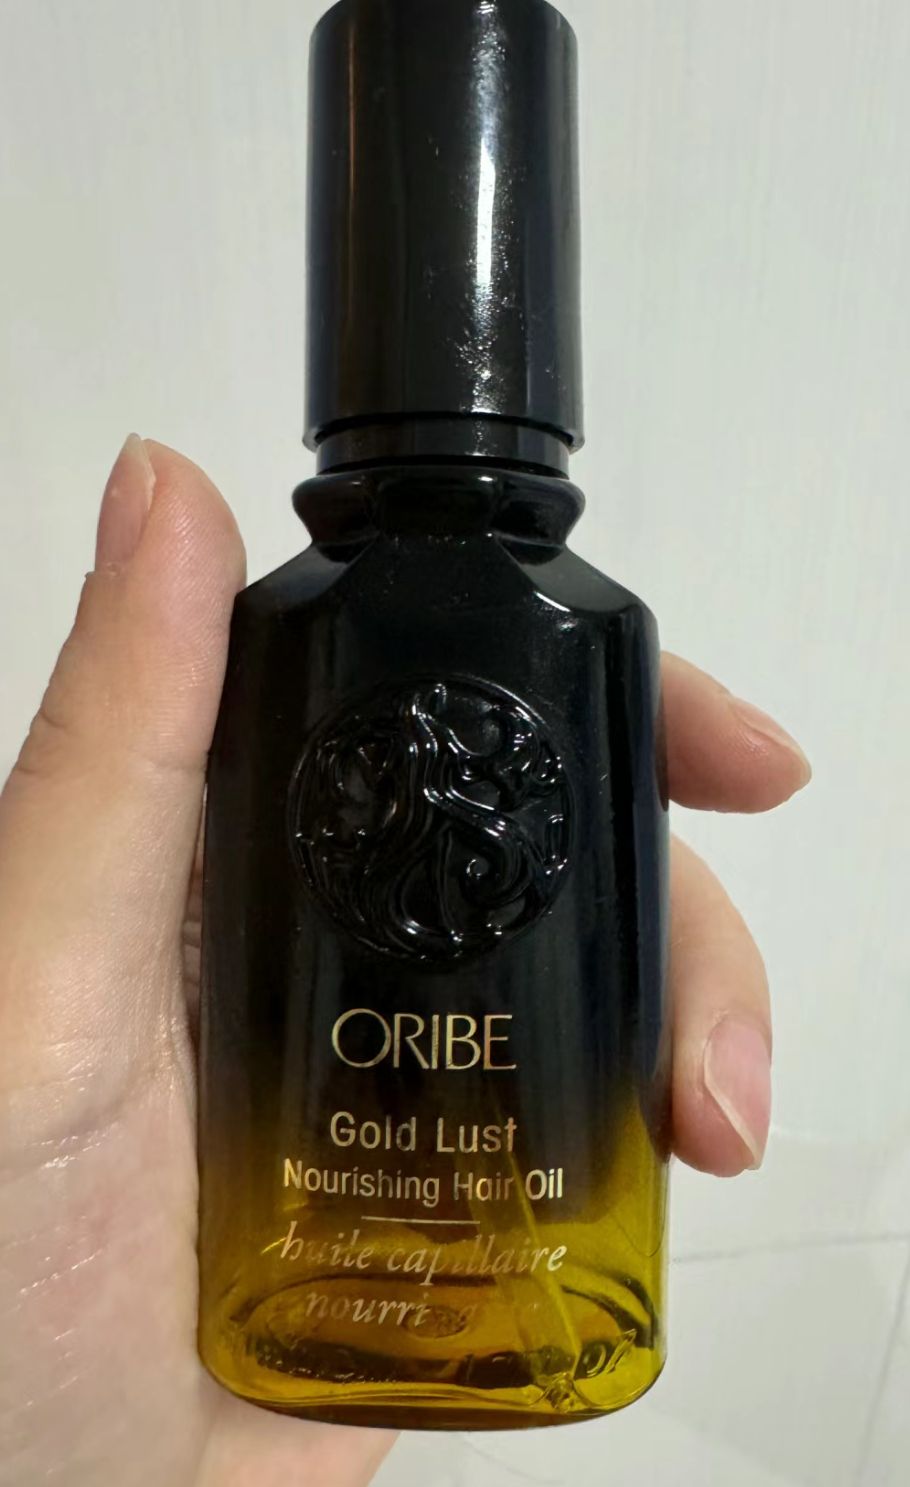 ORIBE
Gold Lust
Nourishing Hair Oil
huile capillaire